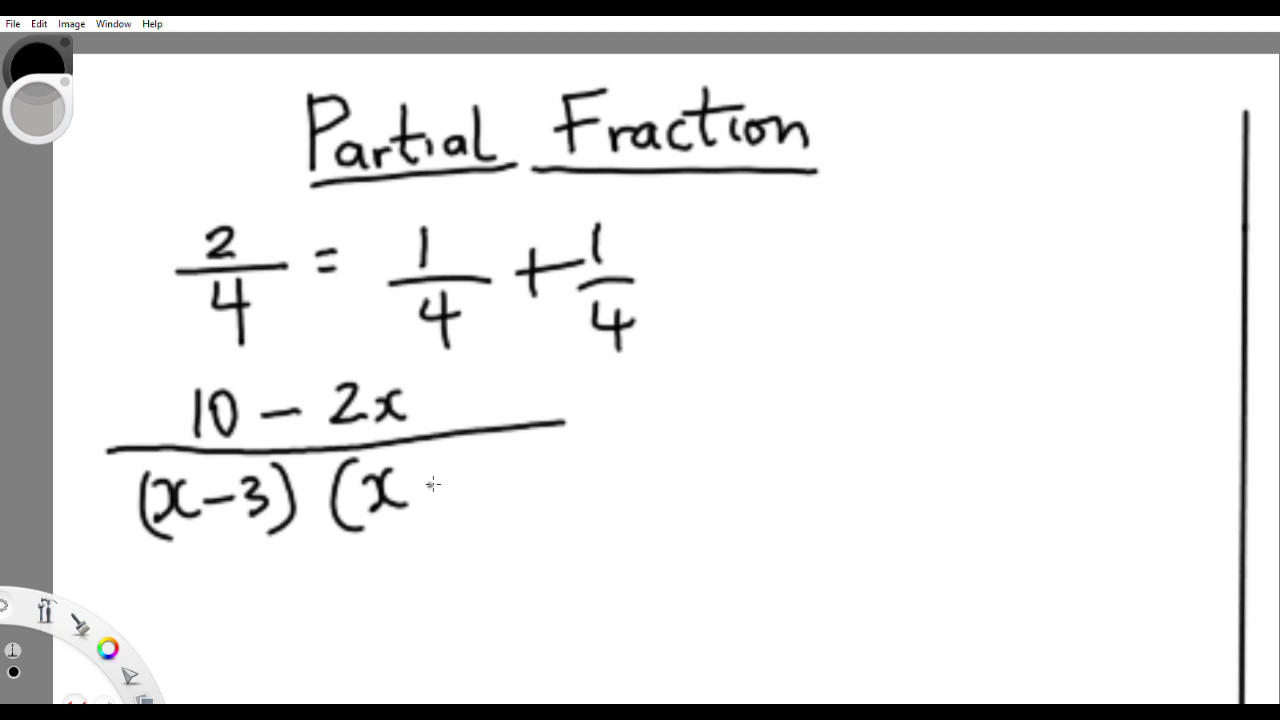 File Edit Image Window Help
Partial Fraction
2/4 = 1/4 + 1/4
10 - 2x
(x-3) (x